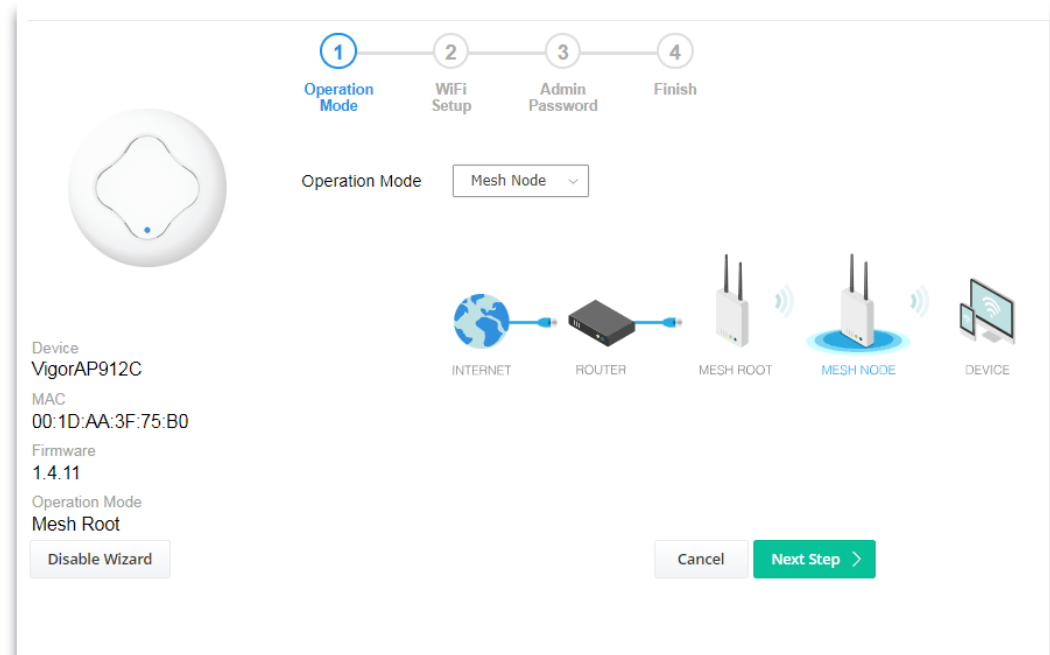 1 2 3 4
Operation Mode
WiFi Setup
Admin Password
Finish
Operation Mode Mesh Node
INTERNET ROUTER MESH ROOT MESH NODE DEVICE
Device
VigorAP912C
MAC
00:1D:AA:3F:75:B0
Firmware
1.4.11
Operation Mode
Mesh Root
Disable Wizard Cancel Next Step